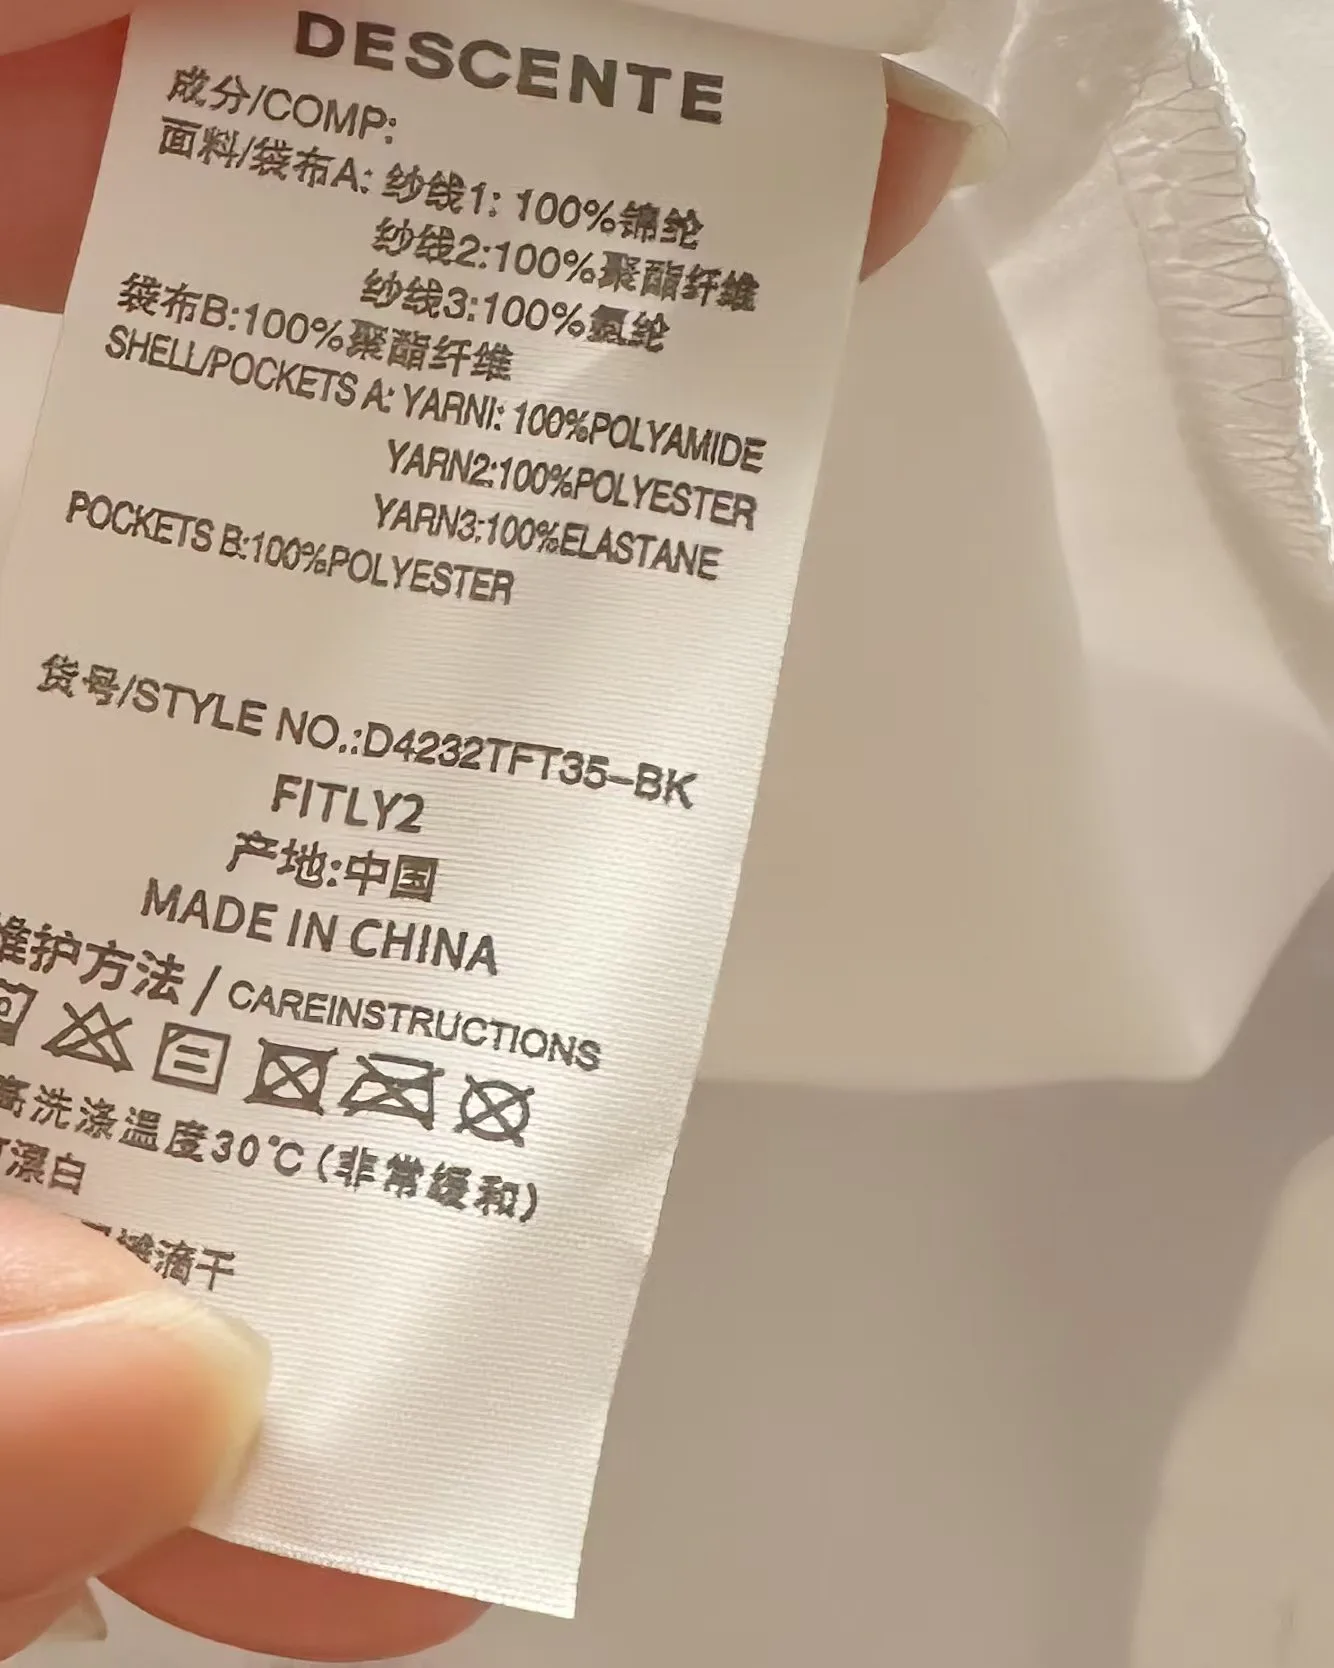 DESCENTE
成分/COMP:
面料/袋布A: 纱线1: 100%锦纶
纱线2:100%聚酯纤维
纱线3:100%氨纶
袋布B:100%聚酯纤维
SHELL/POCKETS A: YARN1: 100%POLYAMIDE
YARN2:100%POLYESTER
YARN3:100%ELASTANE
POCKETS B:100%POLYESTER
货号/STYLE NO.:D4232TFT35-BK
FITLY2
产地:中国
MADE IN CHINA
维护方法 / CAREINSTRUCTIONS
高洗涤温度30℃(非常缓和)
漂白
滴干